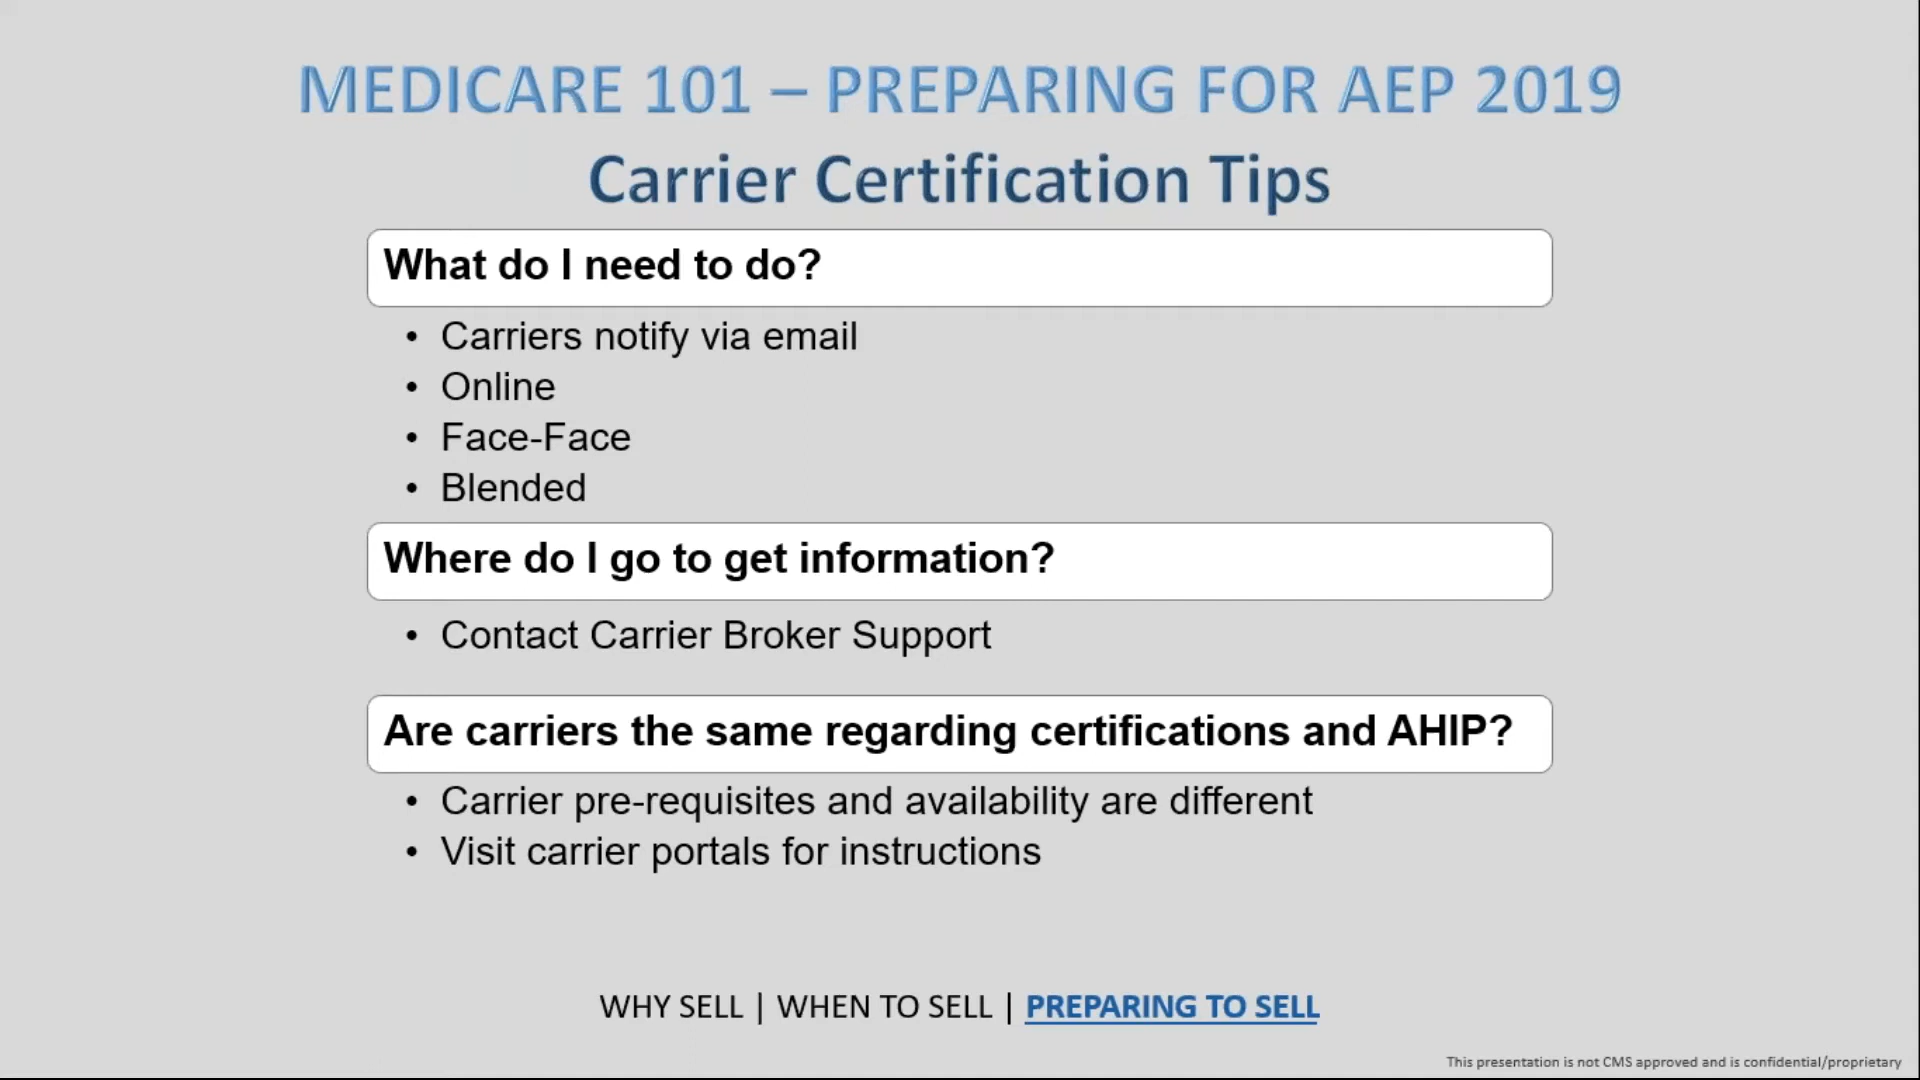 MEDICARE 101 – PREPARING FOR AEP 2019
Carrier Certification Tips
What do I need to do?
• Carriers notify via email
• Online
• Face-Face
• Blended
Where do I go to get information?
• Contact Carrier Broker Support
Are carriers the same regarding certifications and AHIP?
• Carrier pre-requisites and availability are different
• Visit carrier portals for instructions
WHY SELL | WHEN TO SELL | PREPARING TO SELL
This presentation is not CMS approved and is confidential/proprietary